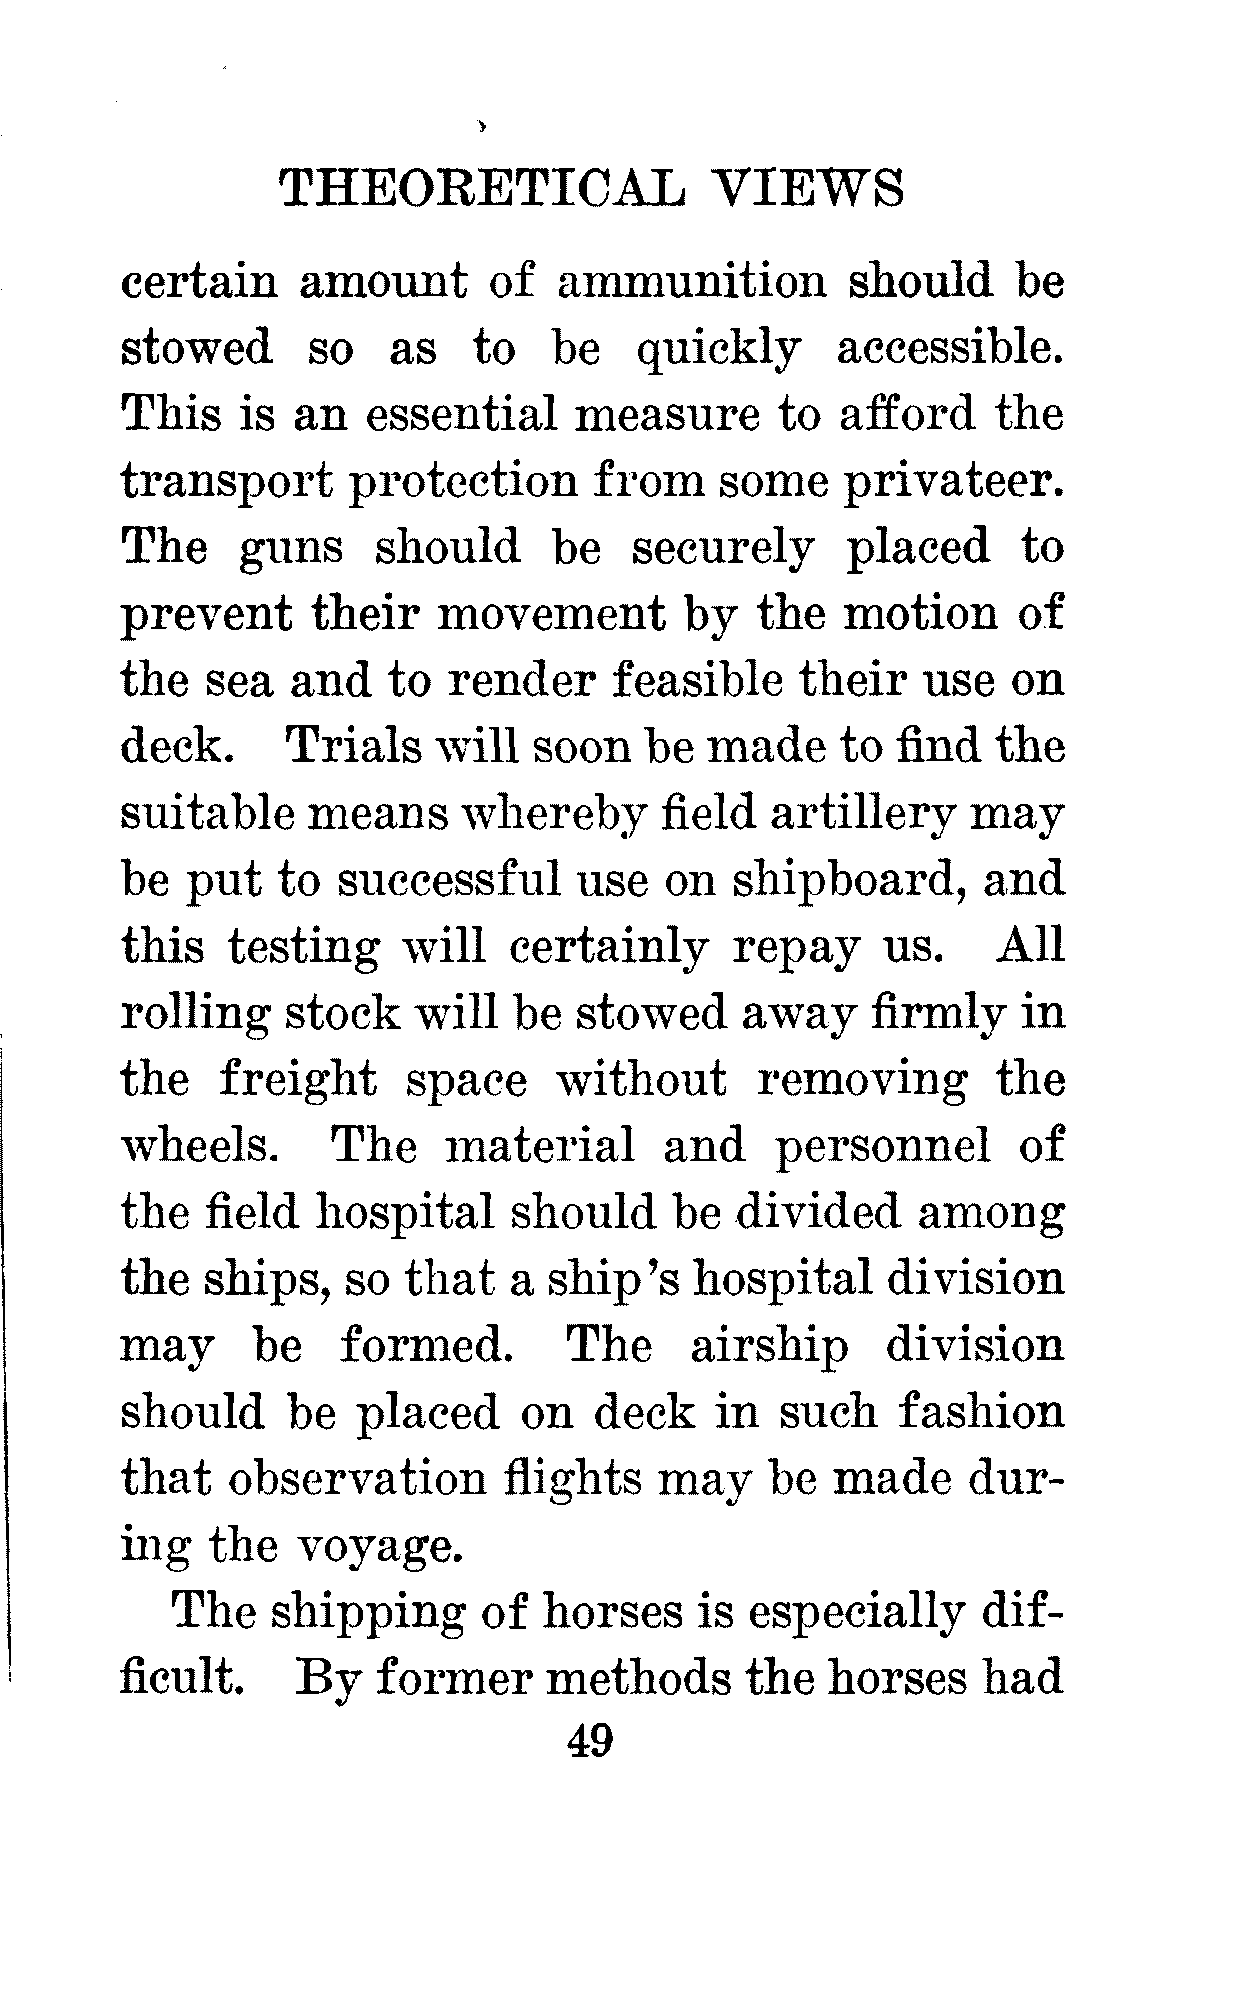 THEORETICAL VIEWS
certain amount of ammunition should be
stowed so as to be quickly accessible.
This is an essential measure to afford the
transport protection from some privateer.
The guns should be securely placed to
prevent their movement by the motion of
the sea and to render feasible their use on
deck. Trials will soon be made to find the
suitable means whereby field artillery may
be put to successful use on shipboard, and
this testing will certainly repay us. All
rolling stock will be stowed away firmly in
the freight space without removing the
wheels. The material and personnel of
the field hospital should be divided among
the ships, so that a ship's hospital division
may be formed. The airship division
should be placed on deck in such fashion
that observation flights may be made dur-
ing the voyage.
The shipping of horses is especially dif-
ficult. By former methods the horses had
49